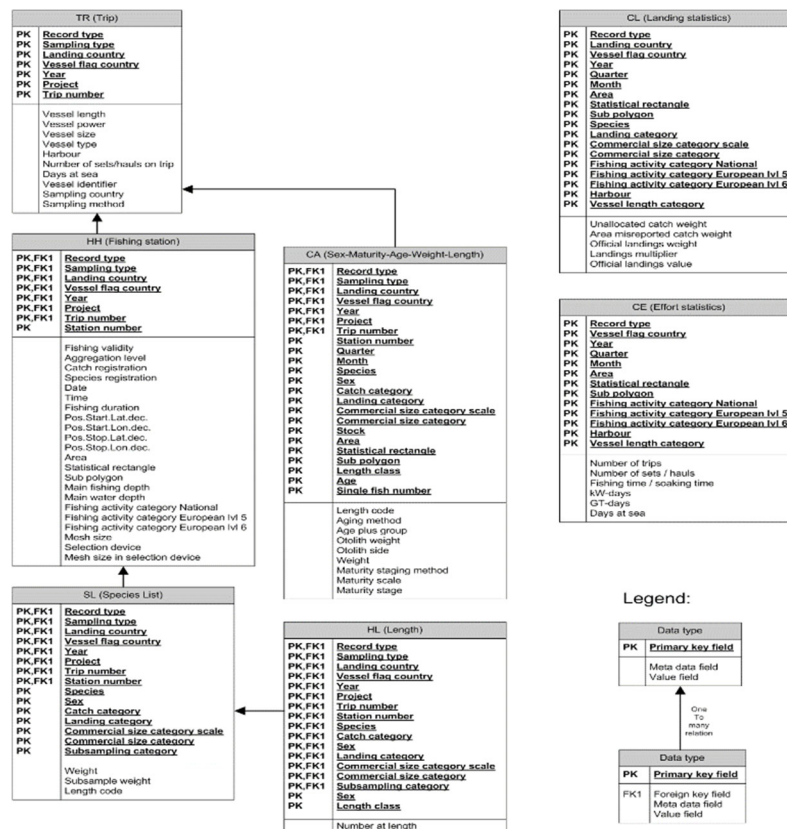 TR (Trip)
PK Record type
PK Sampling type
PK Landing country
PK Vessel flag country
PK Year
PK Project
PK Trip number
Vessel length
Vessel power
Vessel size
Vessel type
Harbour
Number of sets/hauls on trip
Days at sea
Vessel identifier
Sampling country
Sampling method
HH (Fishing station)
PK,FK1 Record type
PK,FK1 Sampling type
PK,FK1 Landing country
PK,FK1 Vessel flag country
PK,FK1 Year
PK,FK1 Project
PK,FK1 Trip number
PK Station number
Fishing validity
Aggregation level
Catch registration
Species registration
Date
Time
Fishing duration
Pos.Start.Lat.dec.
Pos.Start.Lon.dec.
Pos.Stop.Lat.dec.
Pos.Stop.Lon.dec.
Area
Statistical rectangle
Sub polygon
Main fishing depth
Main water depth
Fishing activity category National
Fishing activity category European lvl 5
Fishing activity category European lvl 6
Mesh size
Selection device
Mesh size in selection device
SL (Species List)
PK,FK1 Record type
PK,FK1 Sampling type
PK,FK1 Landing country
PK,FK1 Vessel flag country
PK,FK1 Year
PK,FK1 Project
PK,FK1 Trip number
PK,FK1 Station number
PK Species
PK Sex
PK Catch category
PK Landing category
PK Commercial size category scale
PK Commercial size category
PK Subsampling category
Weight
Subsample weight
Length code
CA (Sex-Maturity-Age-Weight-Length)
PK,FK1 Record type
PK,FK1 Sampling type
PK,FK1 Landing country
PK,FK1 Vessel flag country
PK,FK1 Year
PK,FK1 Project
PK,FK1 Trip number
PK Station number
PK Quarter
PK Month
PK Species
PK Sex
PK Catch category
PK Landing category
PK Commercial size category scale
PK Commercial size category
PK Stock
PK Area
PK Statistical rectangle
PK Sub polygon
PK Length class
PK Age
PK Single fish number
Length code
Aging method
Age plus group
Otolith weight
Otolith side
Weight
Maturity staging method
Maturity scale
Maturity stage
HL (Length)
PK,FK1 Record type
PK,FK1 Sampling type
PK,FK1 Landing country
PK,FK1 Vessel flag country
PK,FK1 Year
PK,FK1 Project
PK,FK1 Trip number
PK,FK1 Station number
PK,FK1 Species
PK,FK1 Catch category
PK,FK1 Sex
PK,FK1 Landing category
PK,FK1 Commercial size category scale
PK,FK1 Commercial size category
PK,FK1 Subsampling category
PK Sex
PK Length class
Number at length
CL (Landing statistics)
PK Record type
PK Landing country
PK Vessel flag country
PK Year
PK Quarter
PK Month
PK Area
PK Statistical rectangle
PK Sub polygon
PK Species
PK Landing category
PK Commercial size category scale
PK Commercial size category
PK Fishing activity category National
PK Fishing activity category European lvl 5
PK Fishing activity category European lvl 6
PK Harbour
PK Vessel length category
Unallocated catch weight
Area misreported catch weight
Official landings weight
Landings multiplier
Official landings value
CE (Effort statistics)
PK Record type
PK Vessel flag country
PK Year
PK Quarter
PK Month
PK Area
PK Statistical rectangle
PK Sub polygon
PK Fishing activity category National
PK Fishing activity category European lvl 5
PK Fishing activity category European lvl 6
PK Harbour
PK Vessel length category
Number of trips
Number of sets / hauls
Fishing time / soaking time
kW-days
GT-days
Days at sea
Legend:
Data type
PK Primary key field
Meta data field
Value field
One
To
many
relation
Data type
PK Primary key field
FK1 Foreign key field
Meta data field
Value field